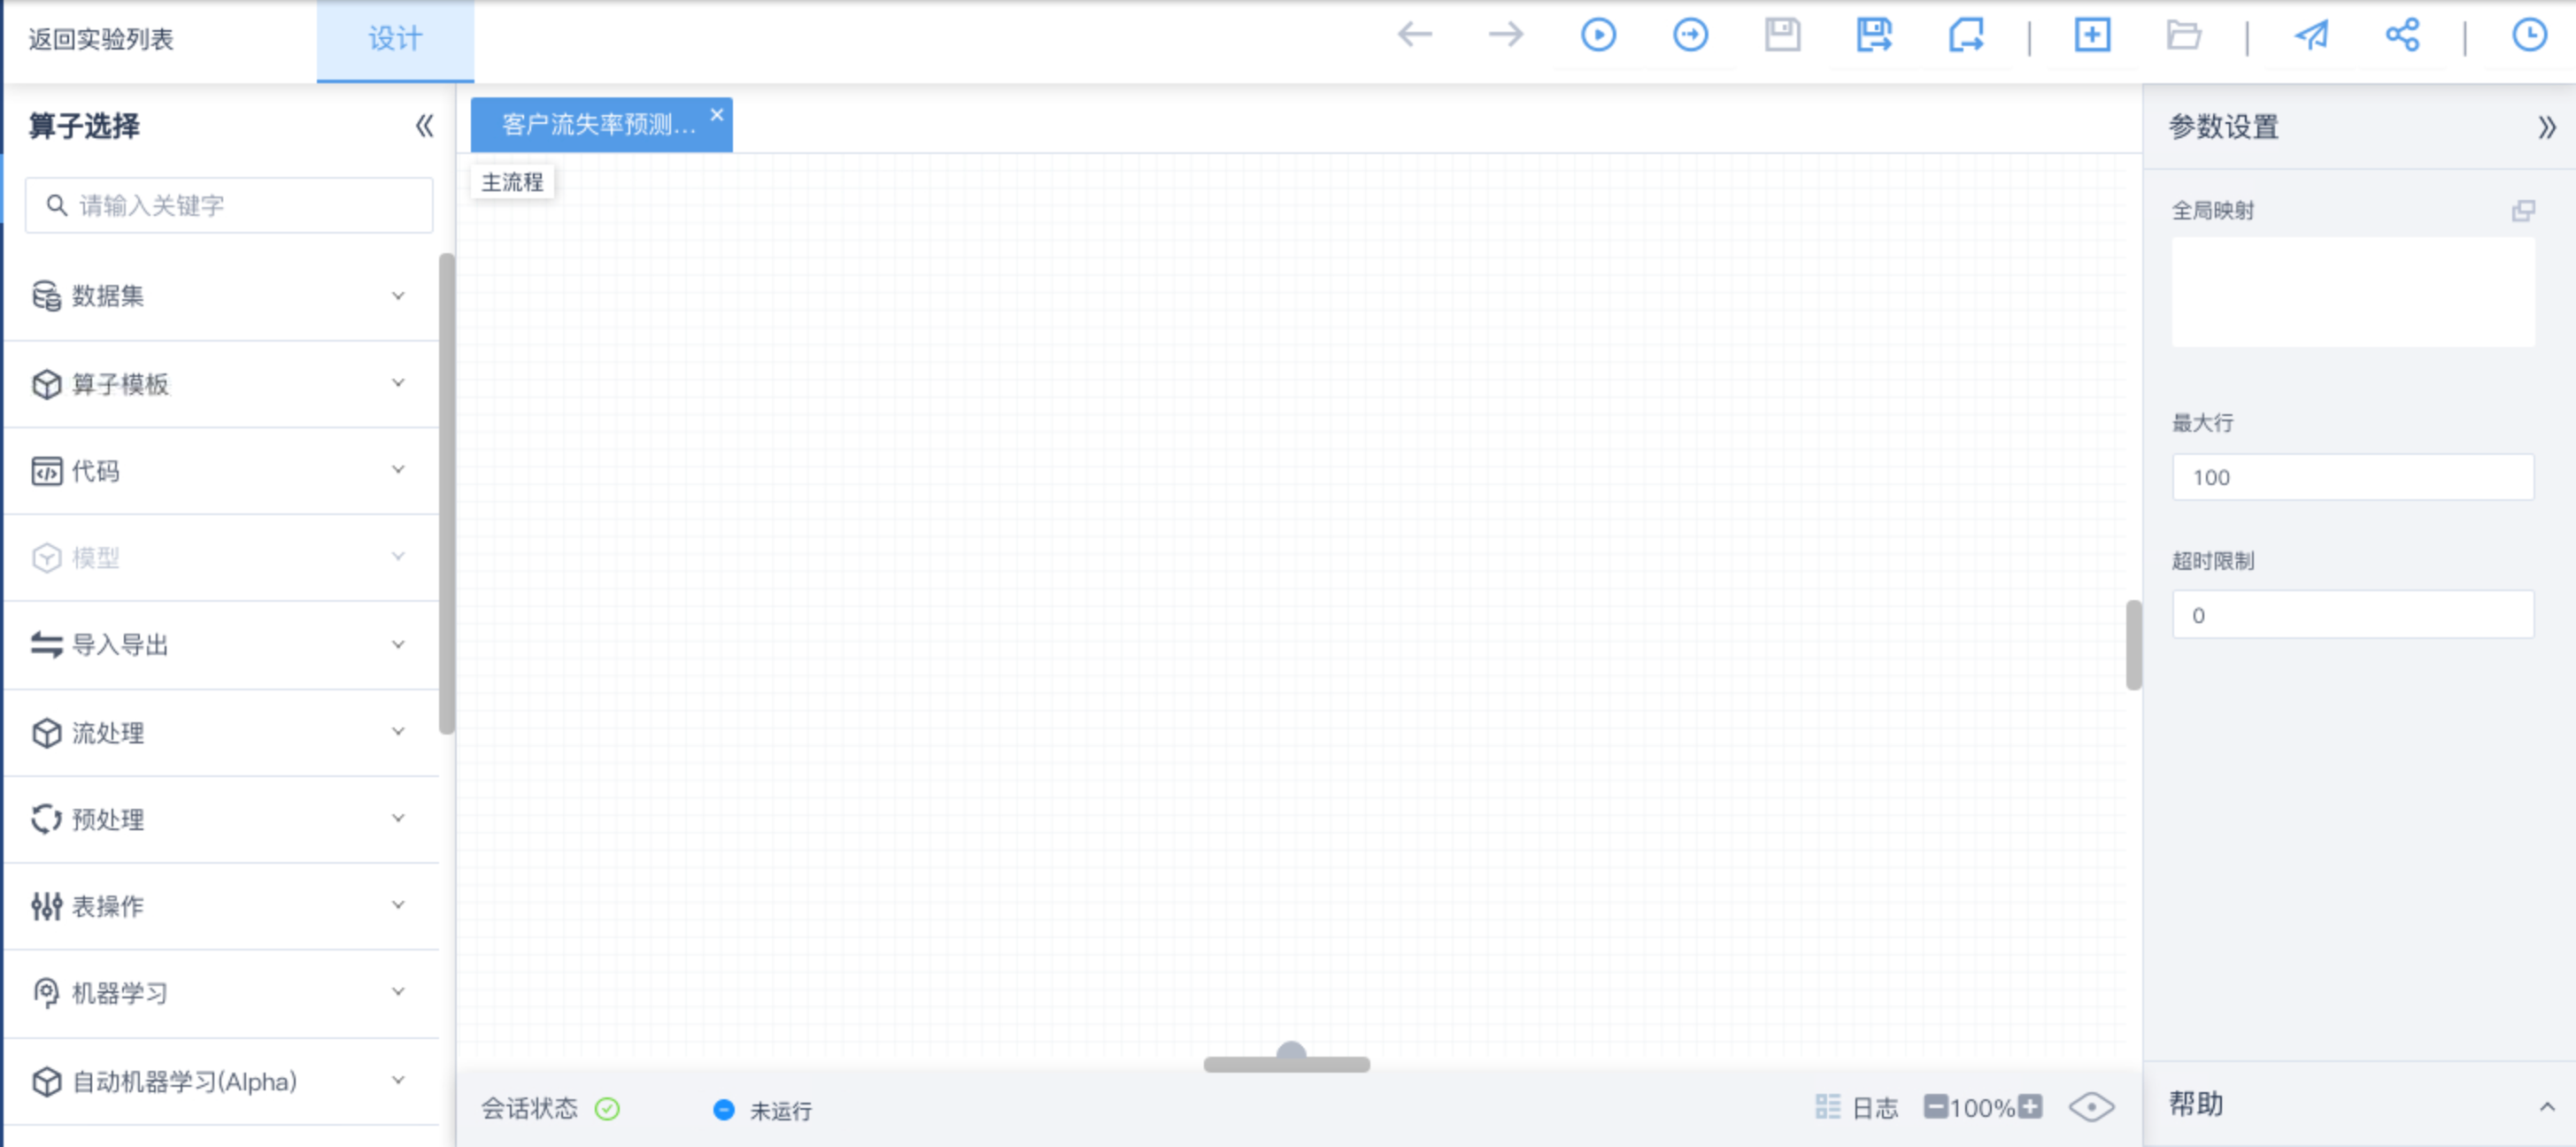 返回实验列表
设计
算子选择
请输入关键字
数据集
算子模板
代码
模型
导入导出
流处理
预处理
表操作
机器学习
自动机器学习(Alpha)
客户流失率预测...
主流程
会话状态
未运行
日志
100%
参数设置
全局映射
最大行
100
超时限制
0
帮助